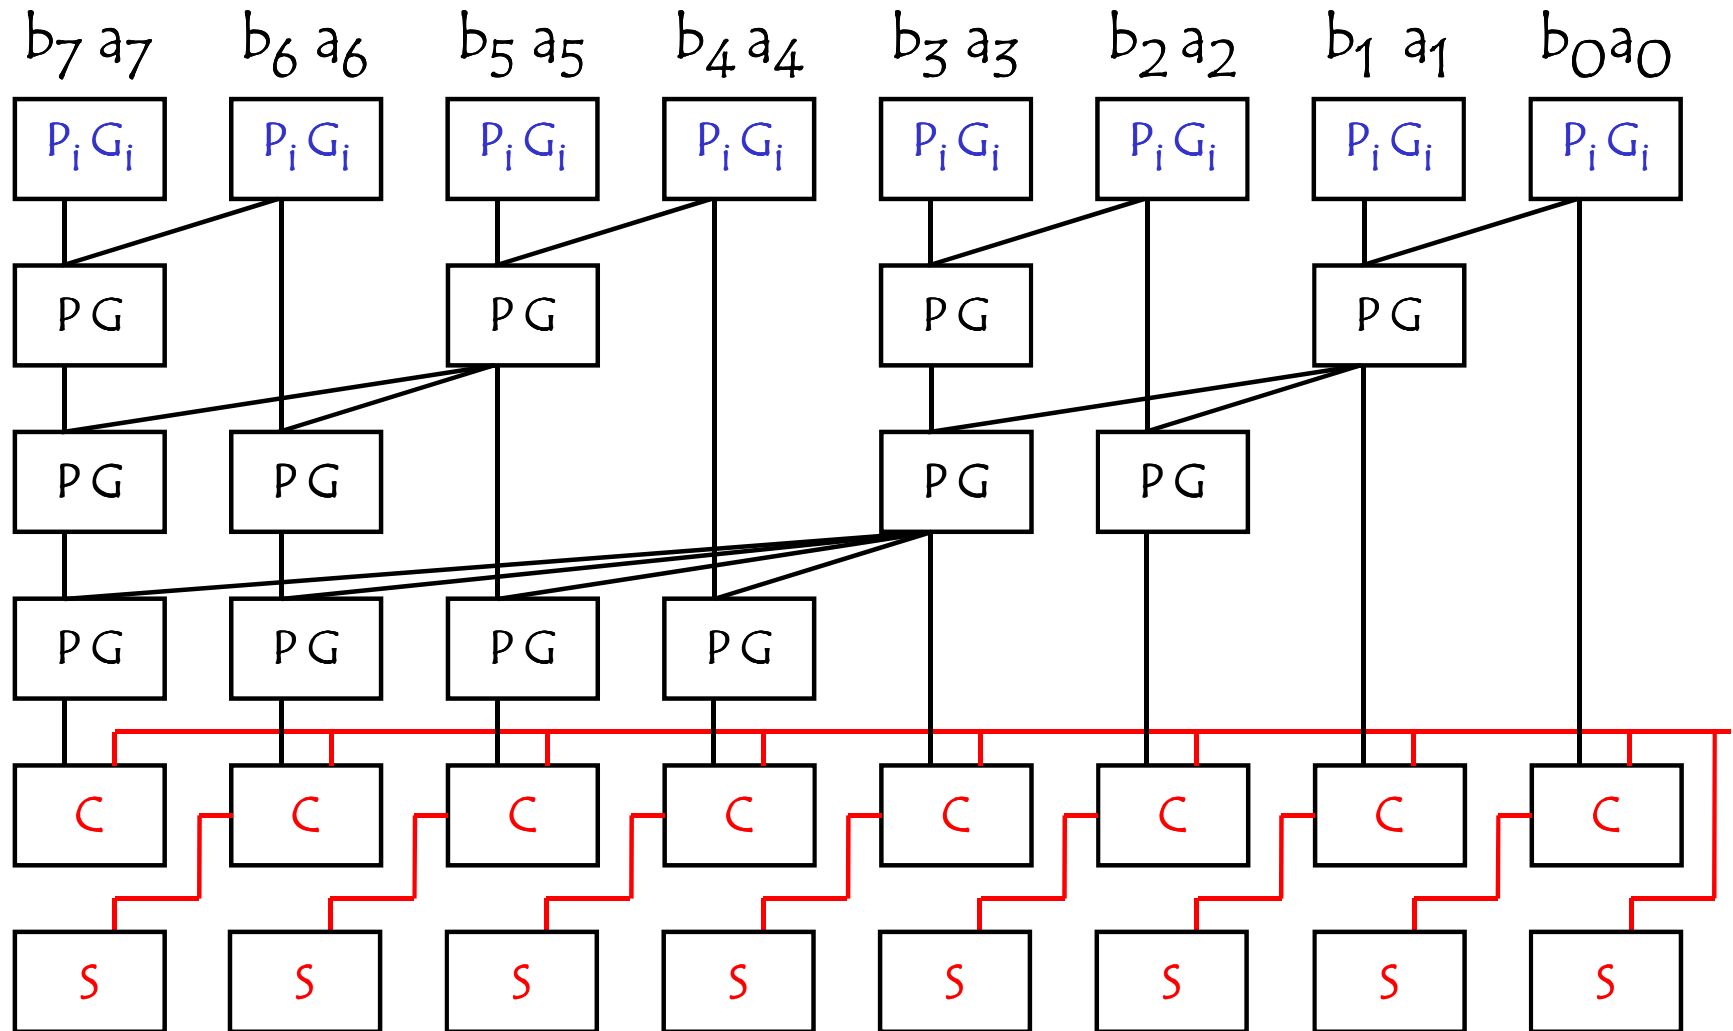 b₇ a₇ b₆ a₆ b₅ a₅ b₄ a₄ b₃ a₃ b₂ a₂ b₁ a₁ b₀ a₀
Pᵢ Gᵢ Pᵢ Gᵢ Pᵢ Gᵢ Pᵢ Gᵢ Pᵢ Gᵢ Pᵢ Gᵢ Pᵢ Gᵢ Pᵢ Gᵢ
P G P G P G P G
P G P G P G P G
P G P G P G P G
C C C C C C C C
S S S S S S S S